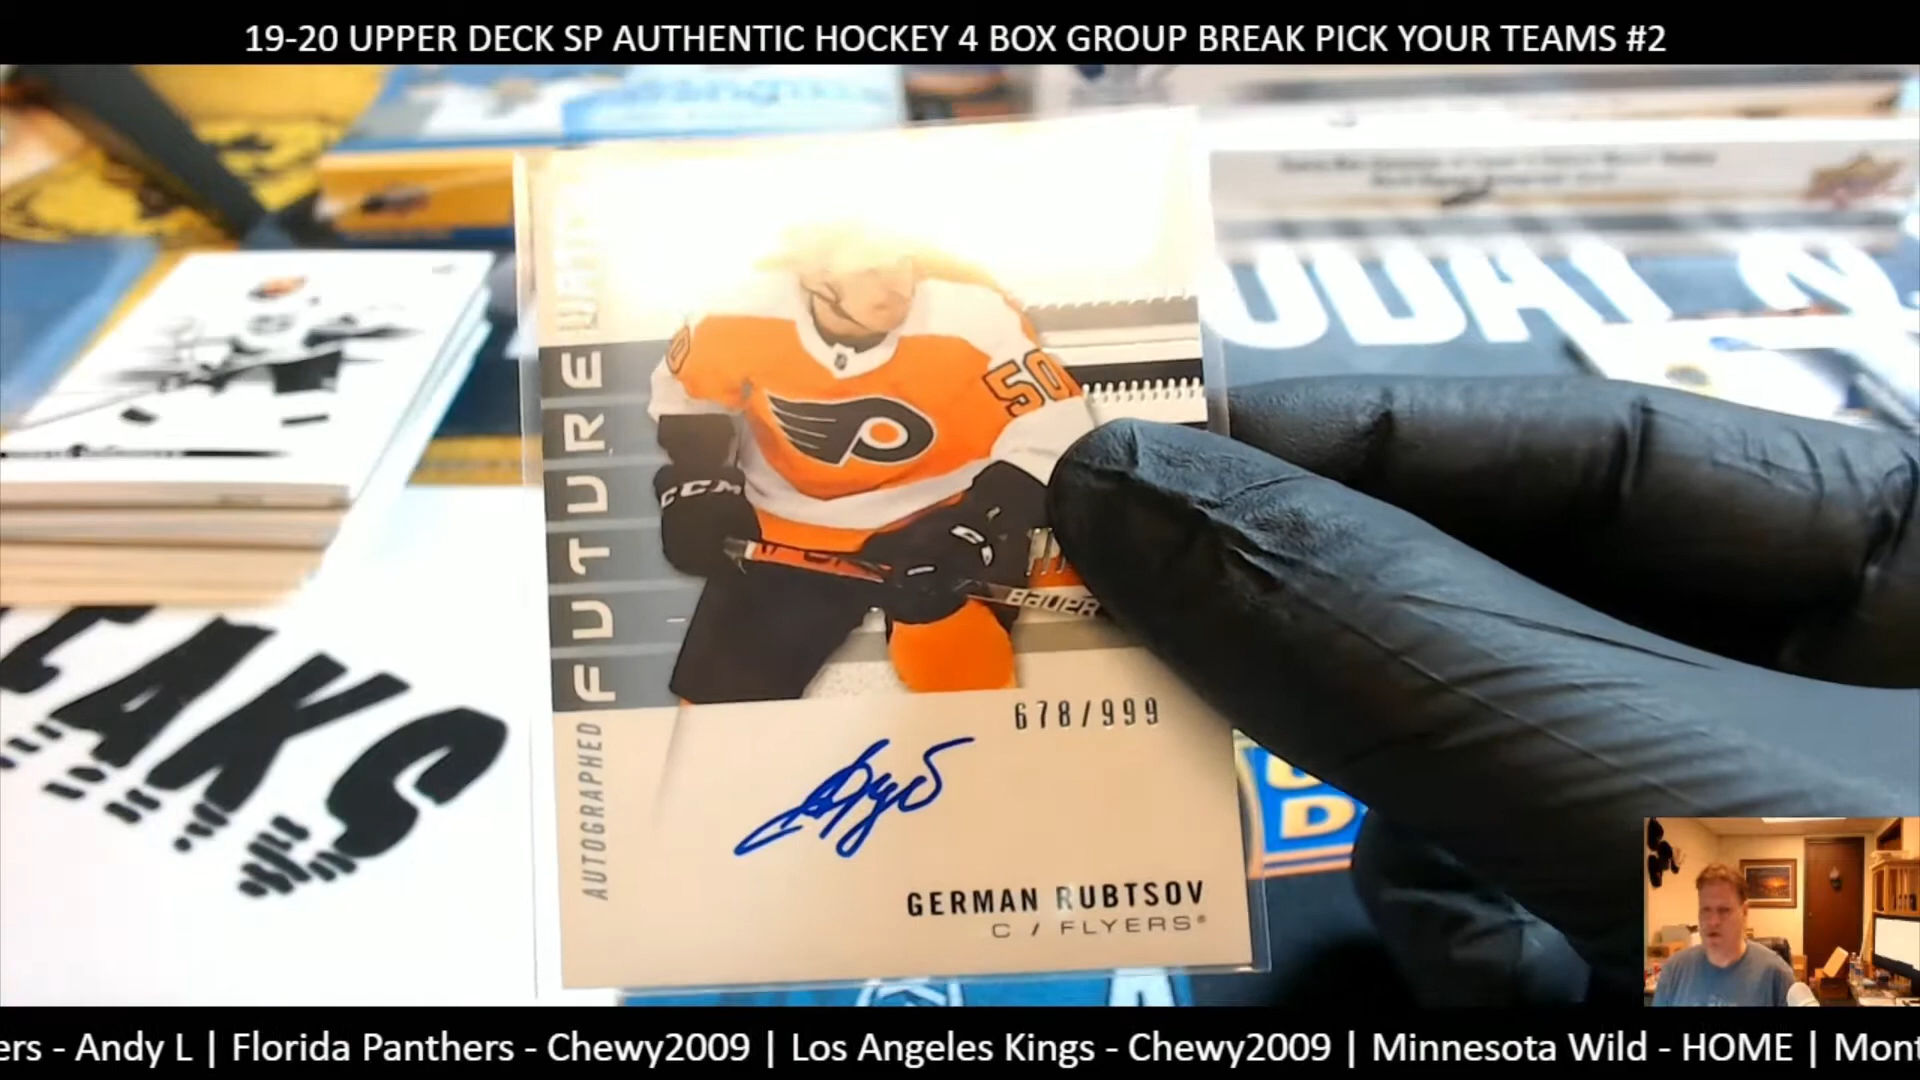 19-20 UPPER DECK SP AUTHENTIC HOCKEY 4 BOX GROUP BREAK PICK YOUR TEAMS #2
FUTURE
AUTOGRAPHED
50
CCM
BAUER
678/999
GERMAN RUBTSOV
C / FLYERS®
ODAY
EAKS
D
ers - Andy L | Florida Panthers - Chewy2009 | Los Angeles Kings - Chewy2009 | Minnesota Wild - HOME | Mont